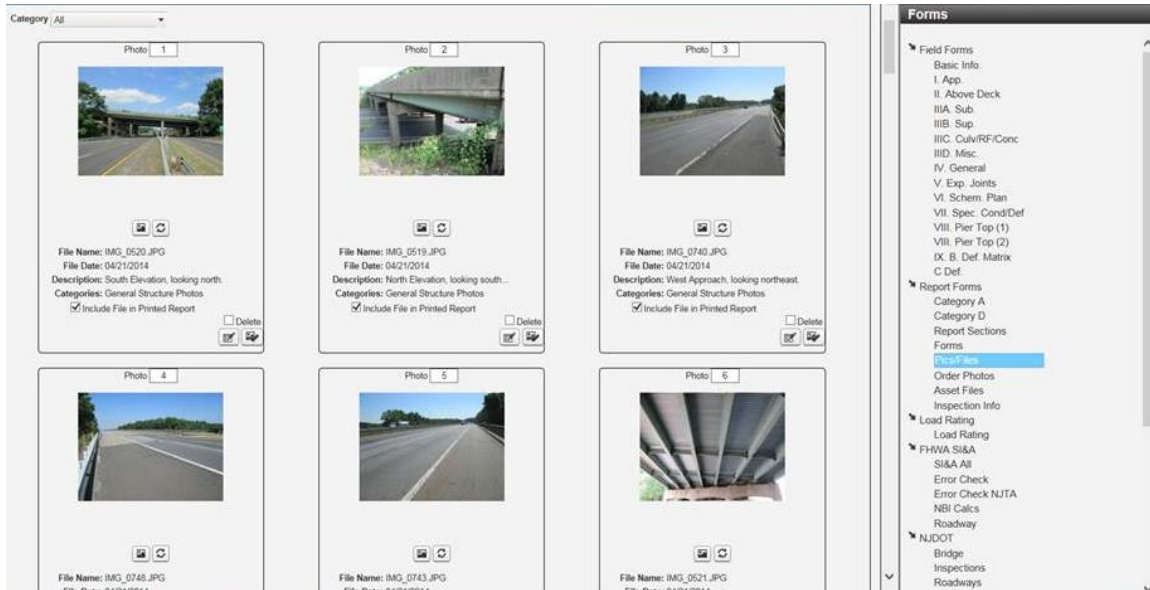 Category All
Photo 1
Photo 2
Photo 3
File Name: IMG_0520.JPG
File Date: 04/21/2014
Description: South Elevation, looking north.
Categories: General Structure Photos
Include File in Printed Report
Delete
File Name: IMG_0519.JPG
File Date: 04/21/2014
Description: North Elevation, looking south...
Categories: General Structure Photos
Include File in Printed Report
Delete
File Name: IMG_0740.JPG
File Date: 04/21/2014
Description: West Approach, looking northeast.
Categories: General Structure Photos
Include File in Printed Report
Delete
Photo 4
Photo 5
Photo 6
File Name: IMG_0748.JPG
File Name: IMG_0743.JPG
File Name: IMG_0521.JPG
Forms
Field Forms
Basic Info.
I. App.
II. Above Deck
IIIA. Sub.
IIIB. Sup.
IIIC. Culv/RF/Conc
IIID. Misc.
IV. General
V. Exp. Joints
VI. Schem. Plan
VII. Spec. Cond/Def
VIII. Pier Top (1)
VIII. Pier Top (2)
IX. B. Def. Matrix
C Def.
Report Forms
Category A
Category D
Report Sections
Forms
Pics/Files
Order Photos
Asset Files
Inspection Info
Load Rating
Load Rating
FHWA SI&A
SI&A All
Error Check
Error Check NJTA
NBI Calcs
Roadway
NJDOT
Bridge
Inspections
Roadways